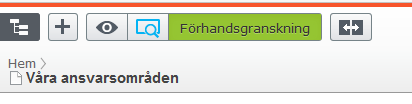 Förhandsgranskning
Hem
Våra ansvarsområden